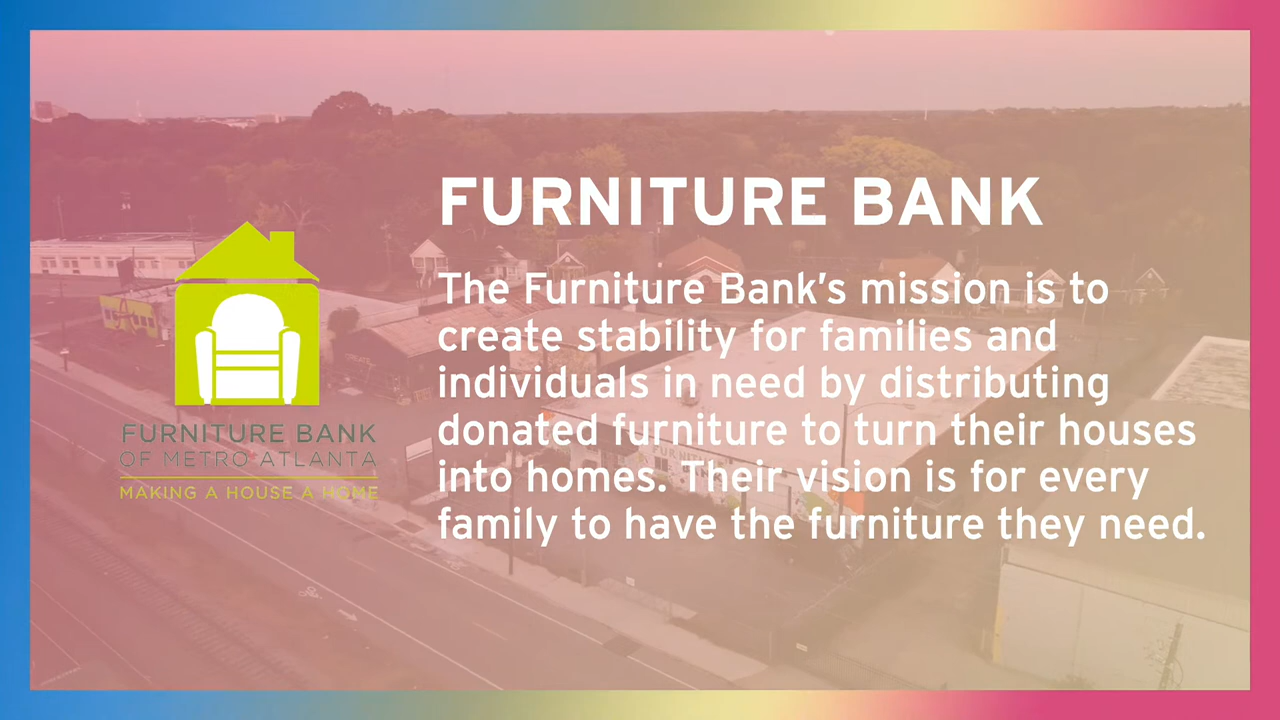 FURNITURE BANK
The Furniture Bank's mission is to
create stability for families and
individuals in need by distributing
donated furniture to turn their houses
into homes. Their vision is for every
family to have the furniture they need.
FURNITURE BANK
OF METRO ATLANTA
MAKING A HOUSE A HOME